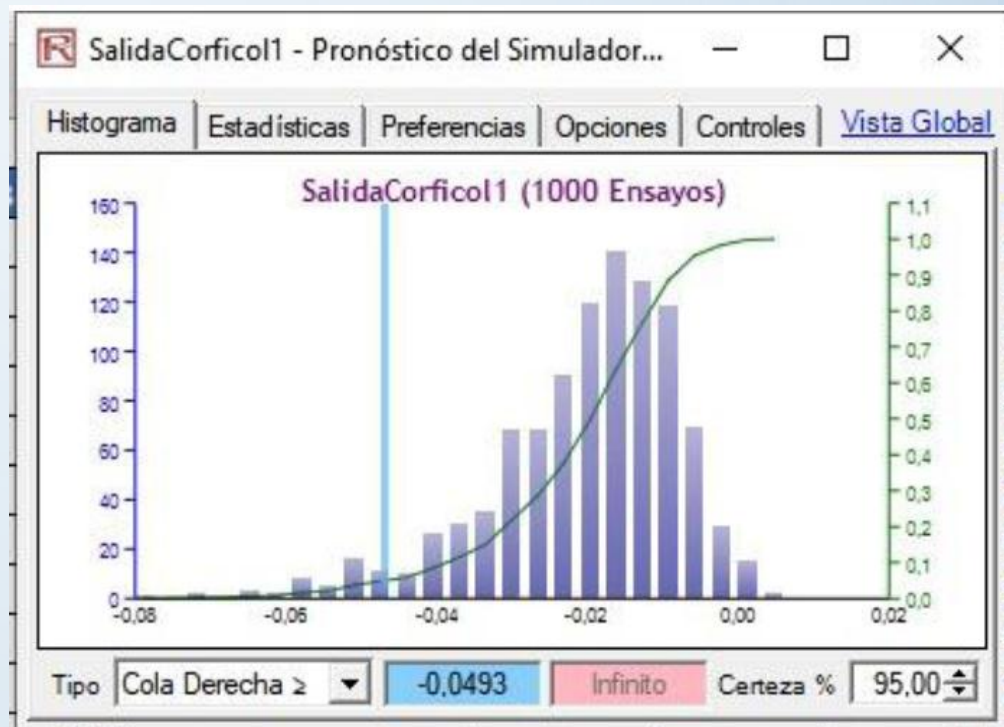 SalidaCorficol1 - Pronóstico del Simulador...
Histograma Estadísticas Preferencias Opciones Controles Vista Global
SalidaCorficol1 (1000 Ensayos)
160 1,1
140 1,0
120 0,9
100 0,8
80 0,7
60 0,6
40 0,5
20 0,4
0 0,3
0,2
0,1
0,0
-0,08 -0,06 -0,04 -0,02 0,00 0,02
Tipo Cola Derecha ≥ -0,0493 Infinito Certeza % 95,00